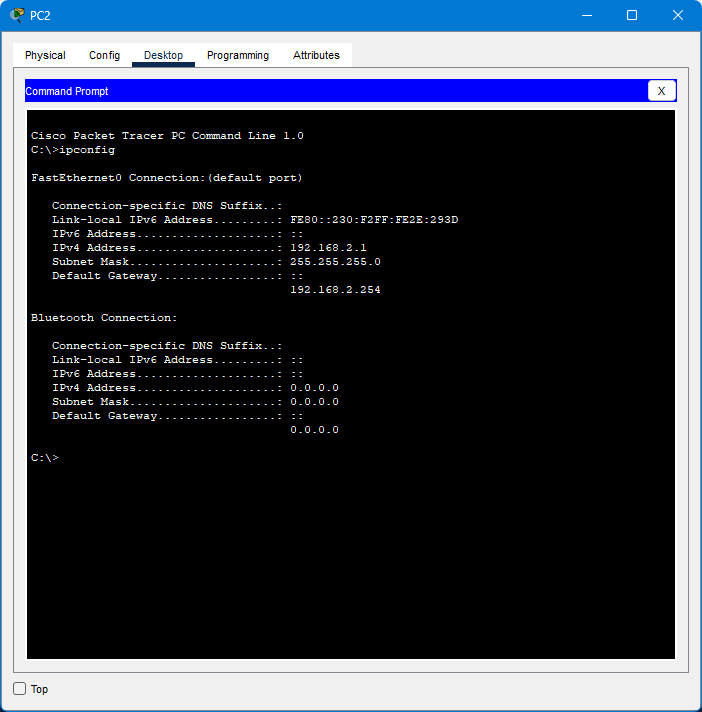 PC2
Physical Config Desktop Programming Attributes
Command Prompt
X
Cisco Packet Tracer PC Command Line 1.0
C:\>ipconfig
FastEthernet0 Connection:(default port)
Connection-specific DNS Suffix..:
Link-local IPv6 Address.........: FE80::230:F2FF:FE2E:293D
IPv6 Address....................: ::
IPv4 Address....................: 192.168.2.1
Subnet Mask.....................: 255.255.255.0
Default Gateway.................: ::
192.168.2.254
Bluetooth Connection:
Connection-specific DNS Suffix..:
Link-local IPv6 Address.........: ::
IPv6 Address....................: ::
IPv4 Address....................: 0.0.0.0
Subnet Mask.....................: 0.0.0.0
Default Gateway.................: ::
0.0.0.0
C:\>
Top